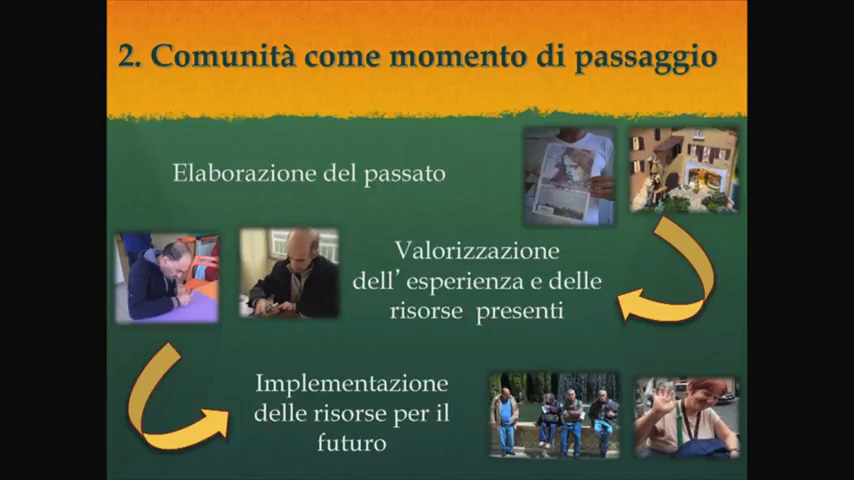 2. Comunità come momento di passaggio
Elaborazione del passato
Valorizzazione
dell’esperienza e delle
risorse presenti
Implementazione
delle risorse per il
futuro